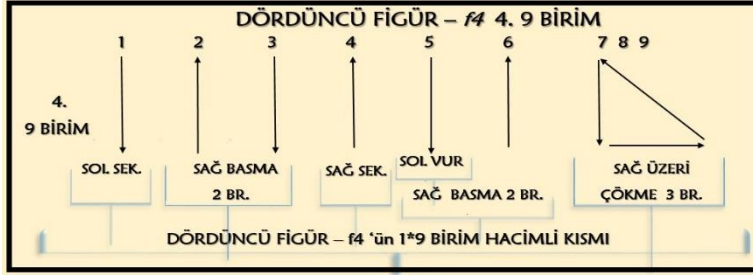 DÖRDÜNCÜ FİGÜR – f4 4. 9 BİRİM
1 2 3 4 5 6 7 8 9
4.
9 BİRİM
SOL SEK.
SAĞ BASMA
2 BR.
SAĞ SEK.
SOL VUR
SAĞ BASMA 2 BR.
SAĞ ÜZERİ
ÇÖKME 3 BR.
DÖRDÜNCÜ FİGÜR – f4 ‘ün 1*9 BİRİM HACİMLİ KISMI